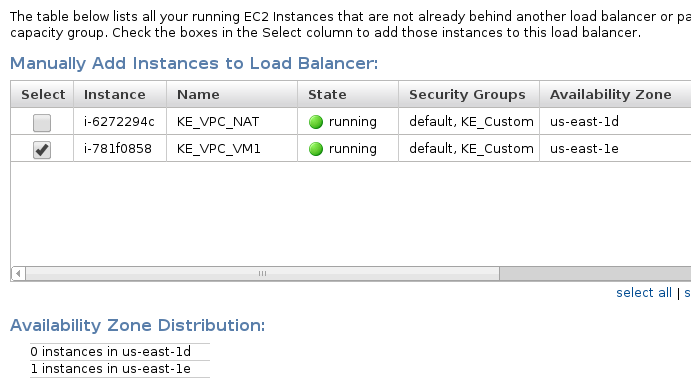 The table below lists all your running EC2 Instances that are not already behind another load balancer or pa
capacity group. Check the boxes in the Select column to add those instances to this load balancer.
Manually Add Instances to Load Balancer:
Select Instance Name State Security Groups Availability Zone
i-6272294c KE_VPC_NAT running default, KE_Custom us-east-1d
i-781f0858 KE_VPC_VM1 running default, KE_Custom us-east-1e
select all | s
Availability Zone Distribution:
0 instances in us-east-1d
1 instances in us-east-1e